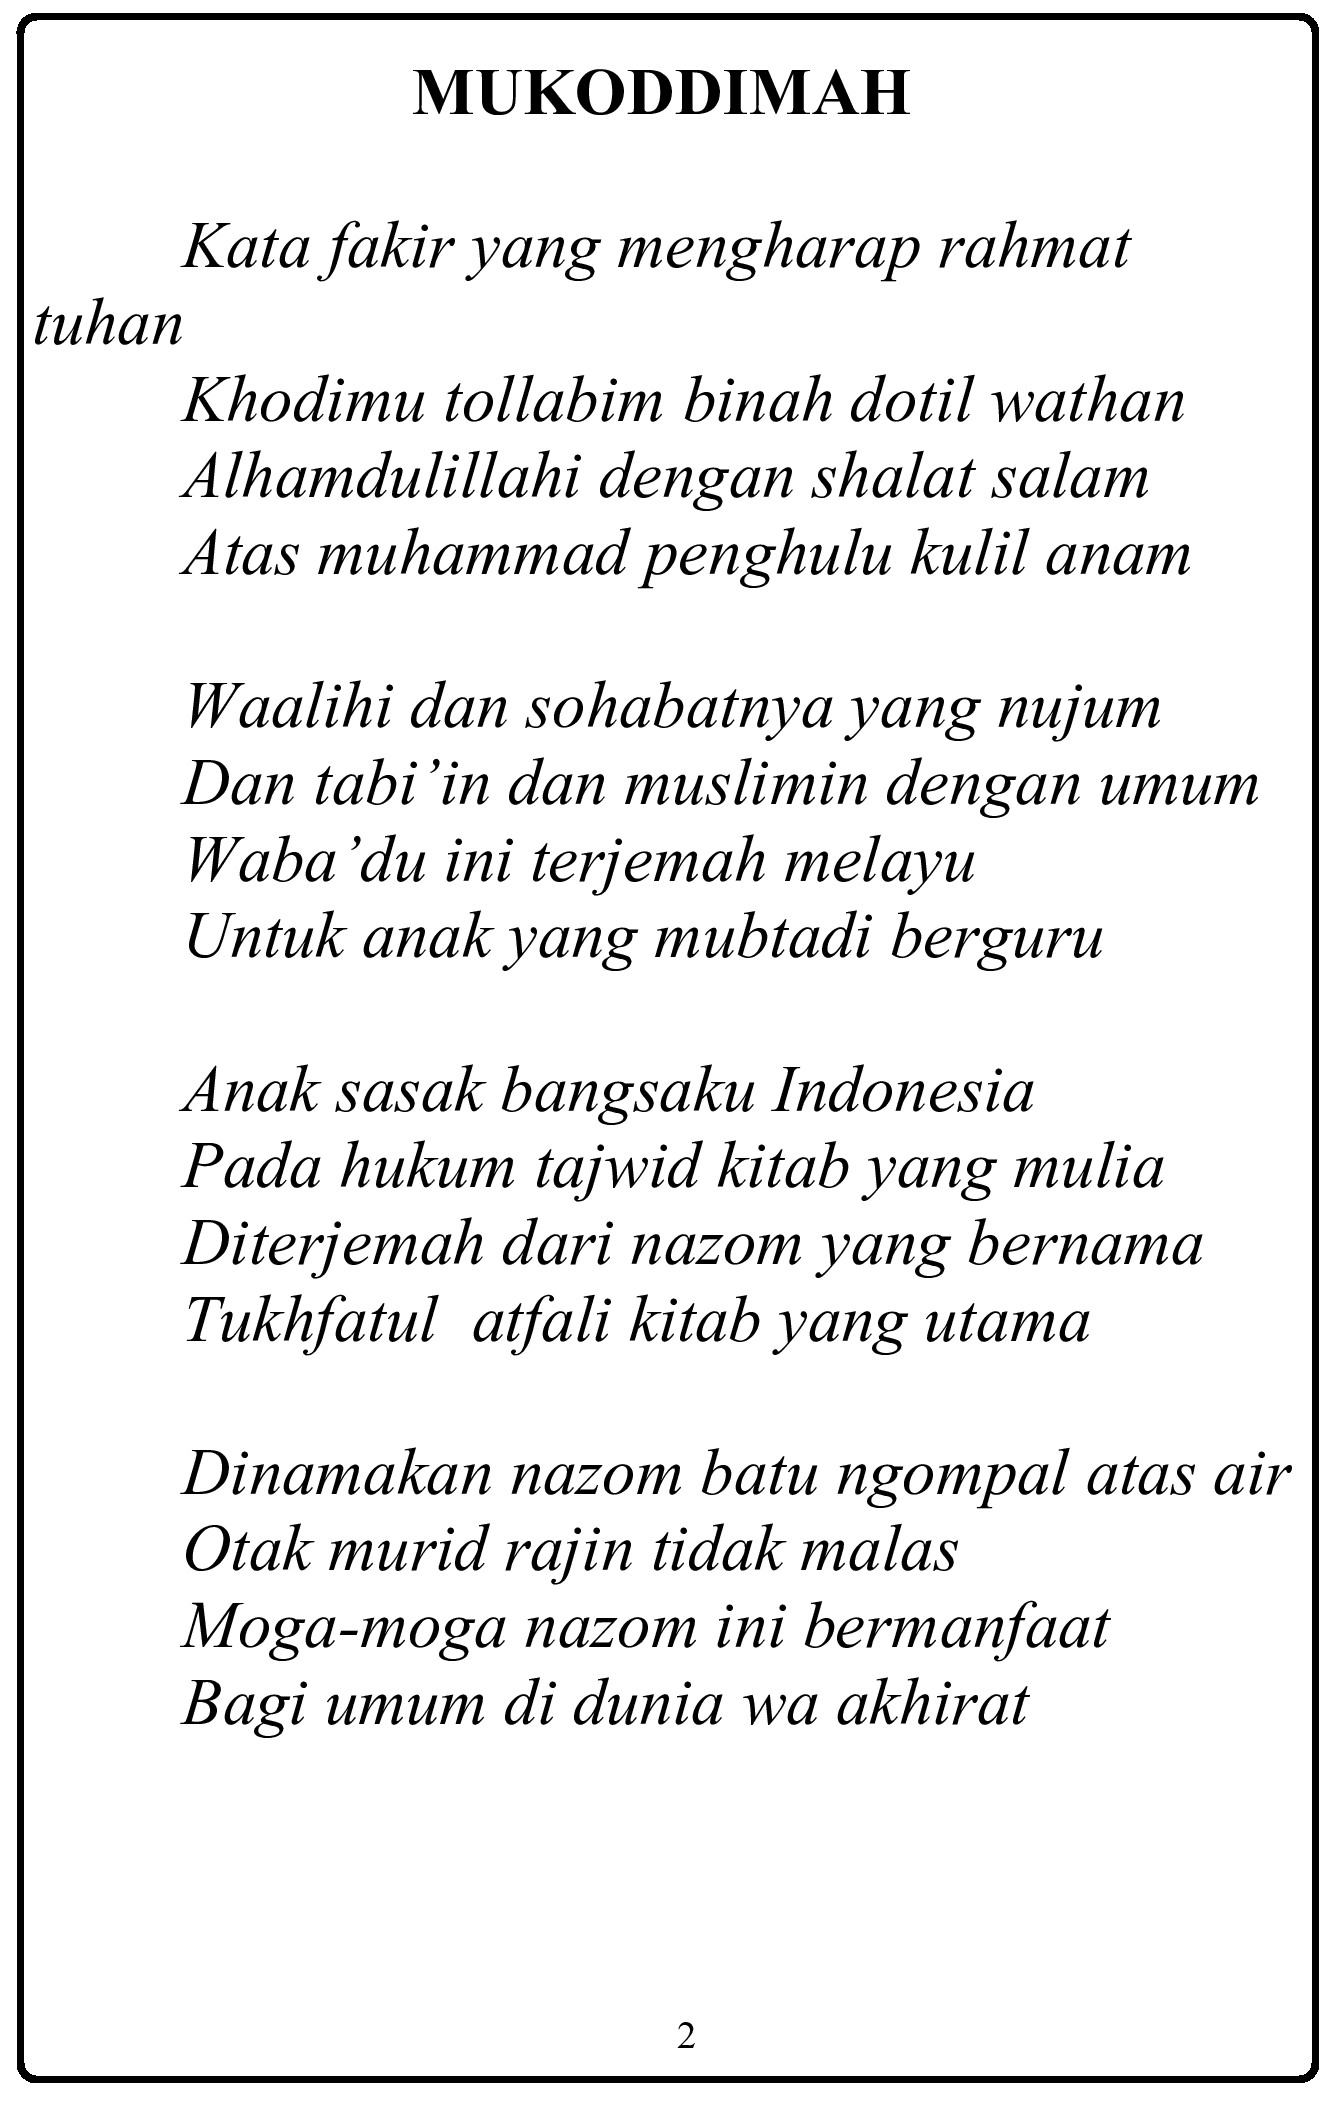 MUKODDIMAH
Kata fakir yang mengharap rahmat
tuhan
Khodimu tollabim binah dotil wathan
Alhamdulillahi dengan shalat salam
Atas muhammad penghulu kulil anam
Waalihi dan sohabatnya yang nujum
Dan tabi’in dan muslimin dengan umum
Waba’du ini terjemah melayu
Untuk anak yang mubtadi berguru
Anak sasak bangsaku Indonesia
Pada hukum tajwid kitab yang mulia
Diterjemah dari nazom yang bernama
Tukhfatul  atfali kitab yang utama
Dinamakan nazom batu ngompal atas air
Otak murid rajin tidak malas
Moga-moga nazom ini bermanfaat
Bagi umum di dunia wa akhirat
2